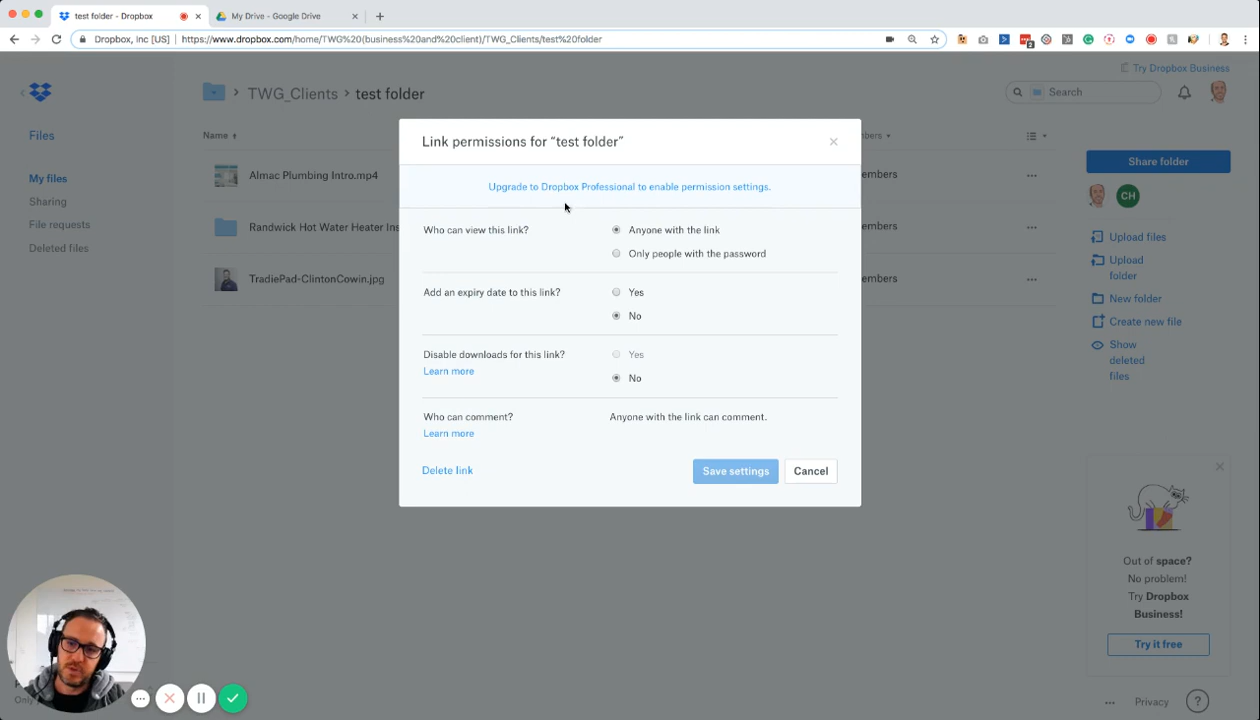 test folder - Dropbox
My Drive - Google Drive
Dropbox, Inc [US] | https://www.dropbox.com/home/TWG%20(business%20and%20client)/TWG_Clients/test%20folder
2
Try Dropbox Business
TWG_Clients > test folder
Search
Files
Name
mbers
Link permissions for “test folder”
Share folder
Upgrade to Dropbox Professional to enable permission settings.
My files
Almac Plumbing Intro.mp4
embers
Sharing
CH
File requests
Randwick Hot Water Heater Ins
embers
Who can view this link?
Anyone with the link
Upload files
Deleted files
Only people with the password
Upload
folder
TradiePad-ClintonCowin.jpg
embers
Add an expiry date to this link?
Yes
New folder
No
Create new file
Disable downloads for this link?
Yes
Show
deleted
files
Learn more
No
Who can comment?
Anyone with the link can comment.
Learn more
Delete link
Save settings
Cancel
Out of space?
No problem!
Try Dropbox
Business!
Try it free
Only
Privacy
?